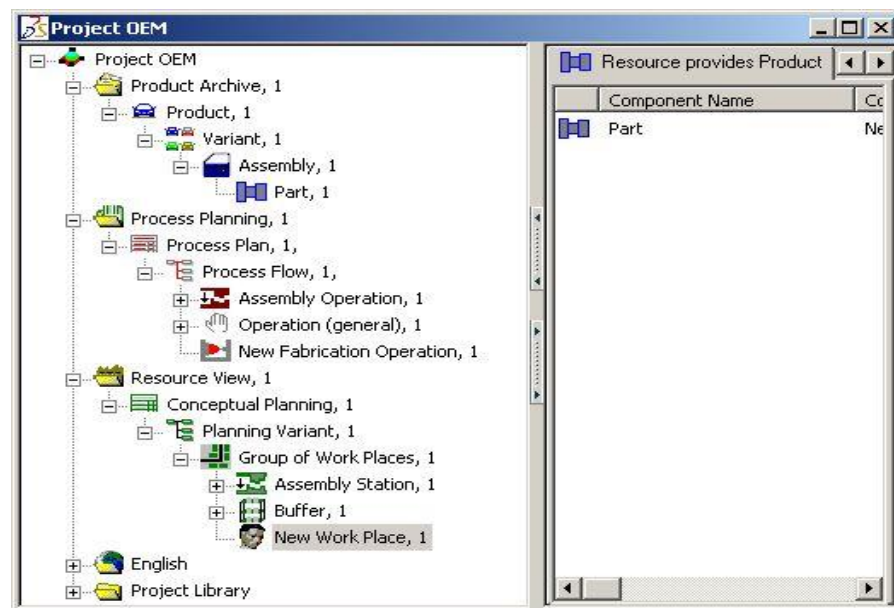 Project OEM
Project OEM
Product Archive, 1
Product, 1
Variant, 1
Assembly, 1
Part, 1
Process Planning, 1
Process Plan, 1,
Process Flow, 1,
Assembly Operation, 1
Operation (general), 1
New Fabrication Operation, 1
Resource View, 1
Conceptual Planning, 1
Planning Variant, 1
Group of Work Places, 1
Assembly Station, 1
Buffer, 1
New Work Place, 1
English
Project Library
Resource provides Product
Component Name Co
Part Ne